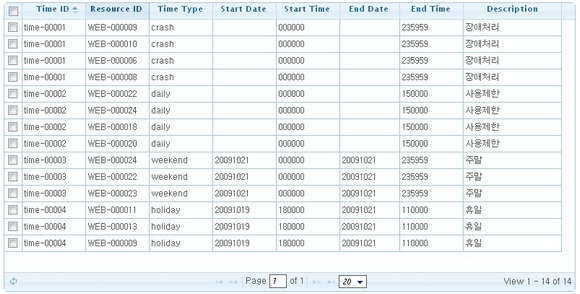 Time ID Resource ID Time Type Start Date Start Time End Date End Time Description
time-00001 WEB-000009 crash 000000 235959 장애처리
time-00001 WEB-000010 crash 000000 235959 장애처리
time-00001 WEB-000006 crash 000000 235959 장애처리
time-00001 WEB-000008 crash 000000 235959 장애처리
time-00002 WEB-000022 daily 000000 150000 사용제한
time-00002 WEB-000024 daily 000000 150000 사용제한
time-00002 WEB-000018 daily 000000 150000 사용제한
time-00002 WEB-000020 daily 000000 150000 사용제한
time-00003 WEB-000024 weekend 20091021 000000 20091021 235959 주말
time-00003 WEB-000022 weekend 20091021 000000 20091021 235959 주말
time-00003 WEB-000023 weekend 20091021 000000 20091021 235959 주말
time-00004 WEB-000011 holiday 20091019 180000 20091021 110000 휴일
time-00004 WEB-000013 holiday 20091019 180000 20091021 110000 휴일
time-00004 WEB-000009 holiday 20091019 180000 20091021 110000 휴일
Page 1 of 1 20 View 1 - 14 of 14